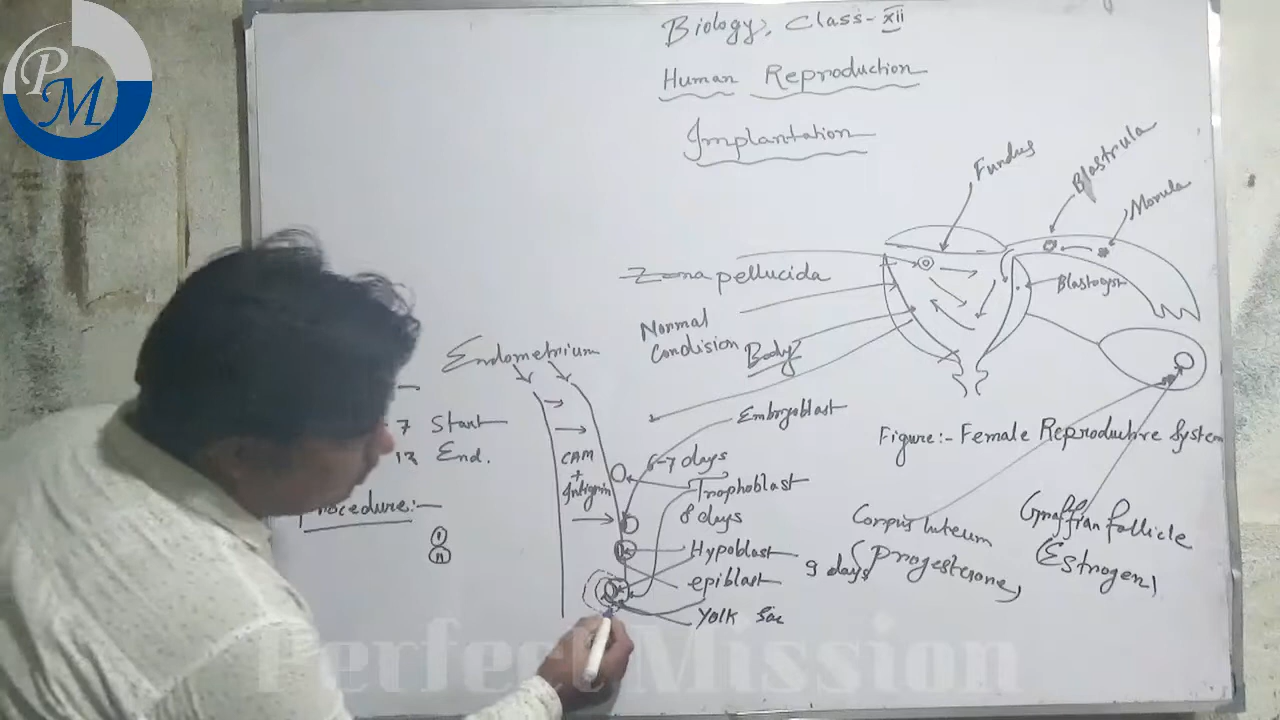 PM
Biology, Class-XII
Human Reproduction
Implantation
Fundus
Blastrula
Morula
Zona pellucida
Blastocyst
Normal
Condision
Body
Endometrium
7 Start
End.
Procedure:-
CAM
+
Intigrin
Embryoblast
6-7 days
Trophoblast
8 days
Hypoblast
epiblast
9 days
Yolk Sac
Figure:- Female Reproductive System
Corpus luteum
(Progesterone)
Graffian follicle
(Estrogen)
Perfect Mission